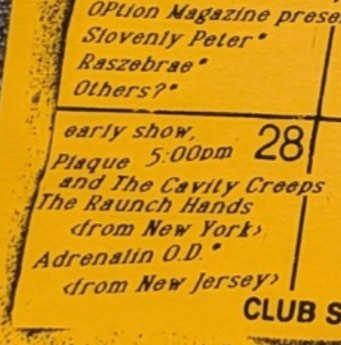 OPtion Magazine prese
Slovenly Peter*
Raszebrae*
Others?*
early show, 28
Plaque 5:00pm
and The Cavity Creeps
The Raunch Hands
<from New York>
Adrenalin O.D.*
<from New Jersey>
CLUB S